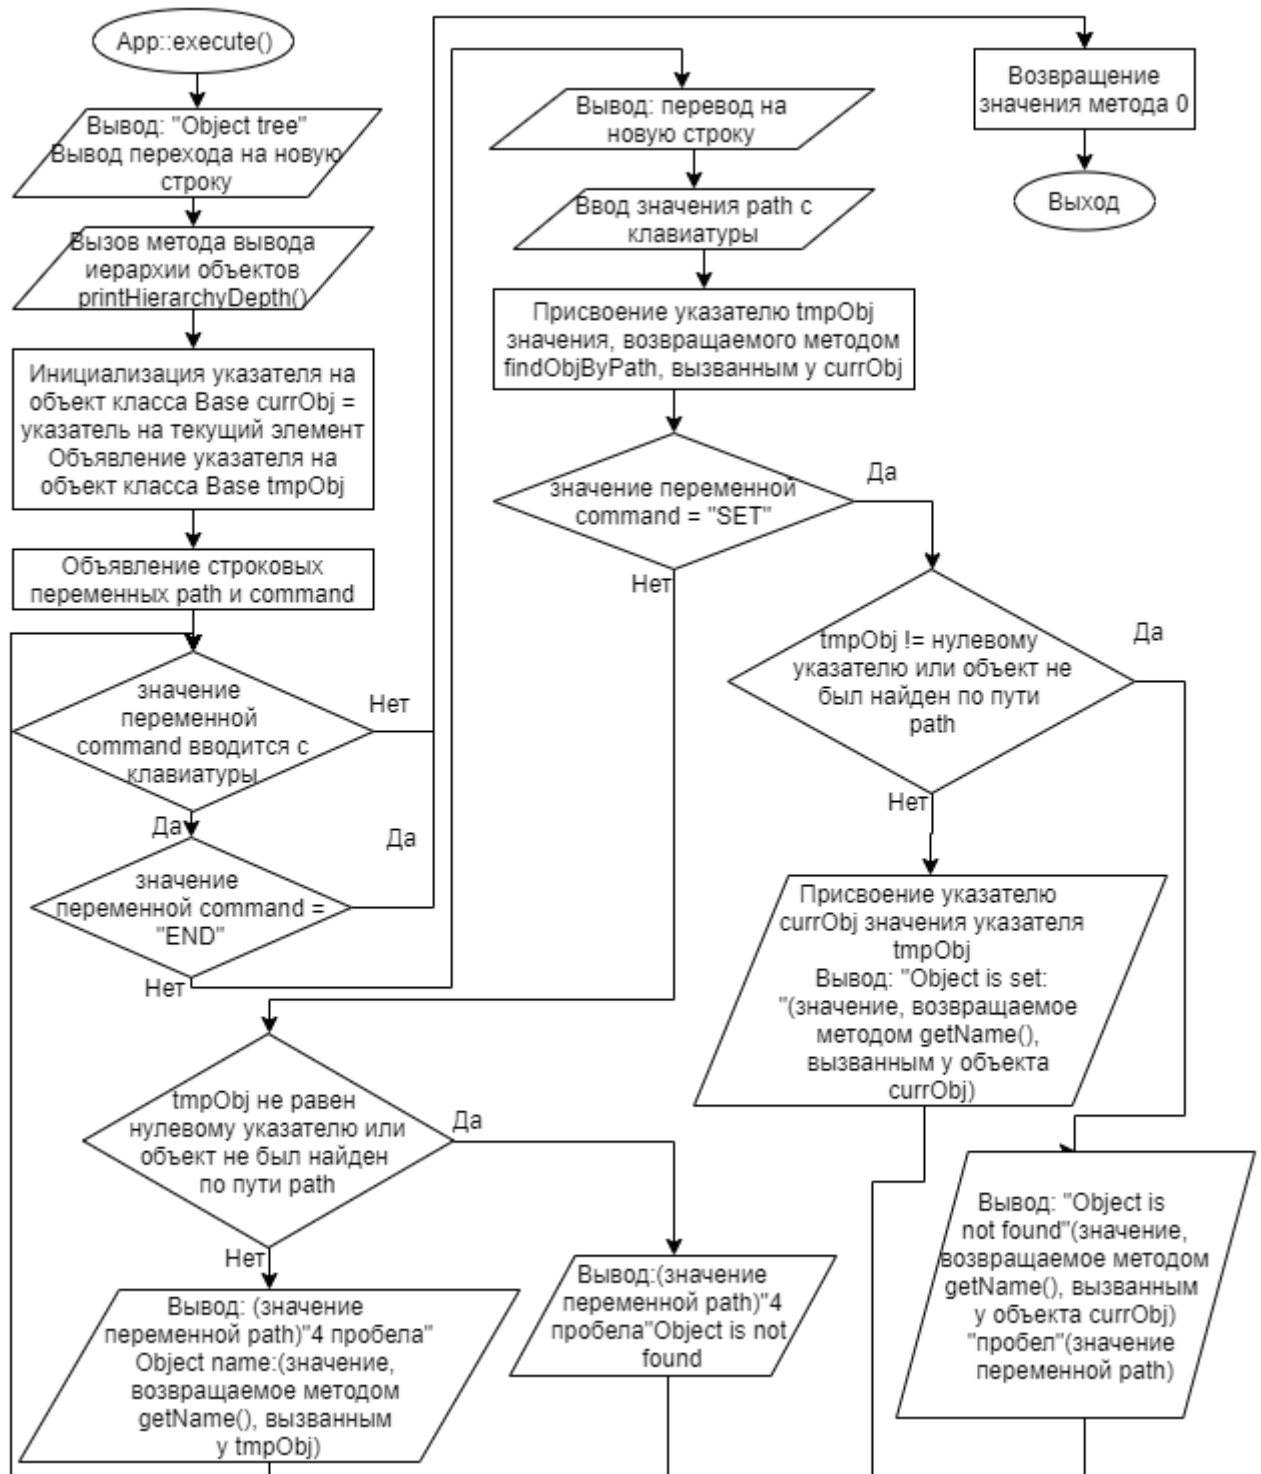 App::execute()
Вывод: "Object tree"
Вывод перехода на новую
строку
Вызов метода вывода
иерархии объектов
printHierarchyDepth()
Инициализация указателя на
объект класса Base currObj =
указатель на текущий элемент
Объявление указателя на
объект класса Base tmpObj
Объявление строковых
переменных path и command
значение
переменной
command вводится с
клавиатуры
Нет
Да
значение
переменной command =
"END"
Да
Нет
Вывод: перевод на
новую строку
Ввод значения path с
клавиатуры
Присвоение указателю tmpObj
значения, возвращаемого методом
findObjByPath, вызванным у currObj
значение переменной
command = "SET"
Да
Нет
tmpObj != нулевому
указателю или объект не
был найден по пути
path
Да
Нет
Присвоение указателю
currObj значения указателя
tmpObj
Вывод: "Object is set:
"(значение, возвращаемое
методом getName(),
вызванным у объекта
currObj)
Вывод: "Object is
not found"(значение,
возвращаемое методом
getName(), вызванным
у объекта currObj)
"пробел"(значение
переменной path)
tmpObj не равен
нулевому указателю или
объект не был найден
по пути path
Да
Нет
Вывод: (значение
переменной path)"4 пробела"
Object name:(значение,
возвращаемое методом
getName(), вызванным
у tmpObj)
Вывод:(значение
переменной path)"4
пробела"Object is not
found
Возвращение
значения метода 0
Выход